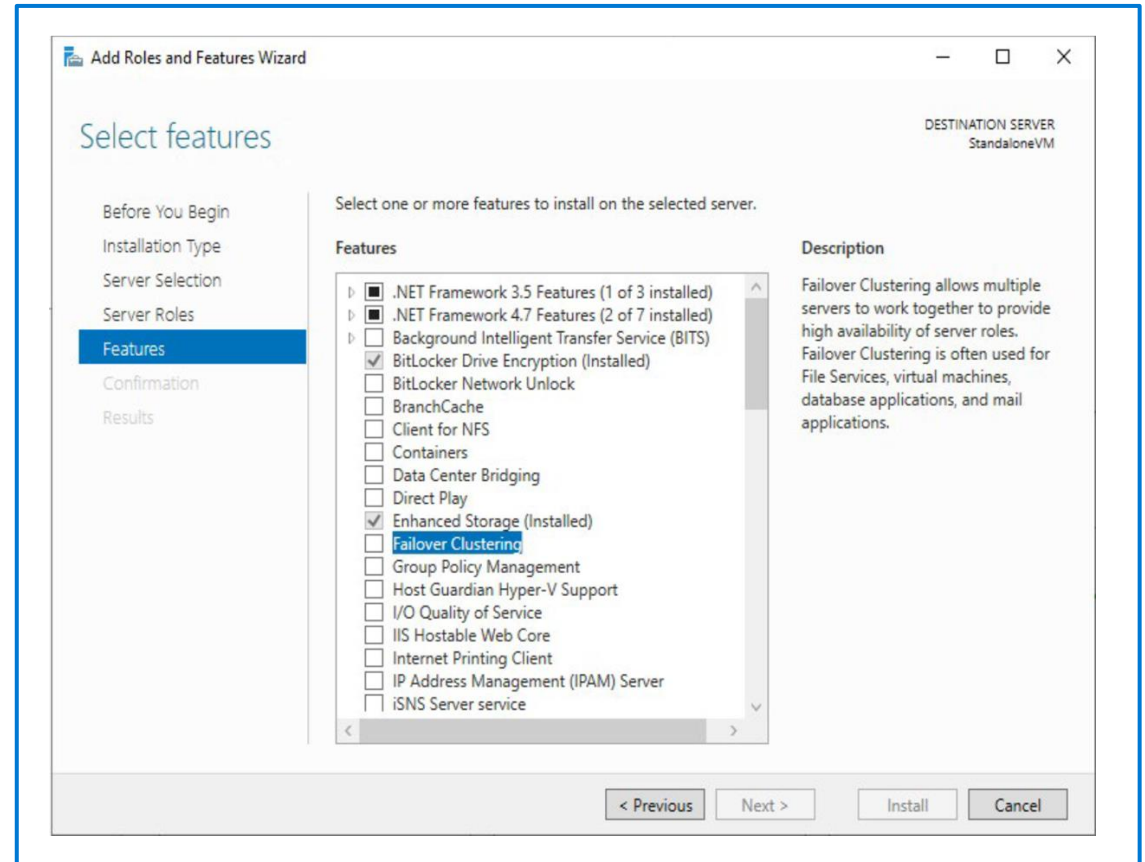 Add Roles and Features Wizard
Select features
DESTINATION SERVER
StandaloneVM
Before You Begin
Installation Type
Server Selection
Server Roles
Features
Confirmation
Results
Select one or more features to install on the selected server.
Features
.NET Framework 3.5 Features (1 of 3 installed)
.NET Framework 4.7 Features (2 of 7 installed)
Background Intelligent Transfer Service (BITS)
BitLocker Drive Encryption (Installed)
BitLocker Network Unlock
BranchCache
Client for NFS
Containers
Data Center Bridging
Direct Play
Enhanced Storage (Installed)
Failover Clustering
Group Policy Management
Host Guardian Hyper-V Support
I/O Quality of Service
IIS Hostable Web Core
Internet Printing Client
IP Address Management (IPAM) Server
iSNS Server service
Description
Failover Clustering allows multiple
servers to work together to provide
high availability of server roles.
Failover Clustering is often used for
File Services, virtual machines,
database applications, and mail
applications.
< Previous
Next >
Install
Cancel